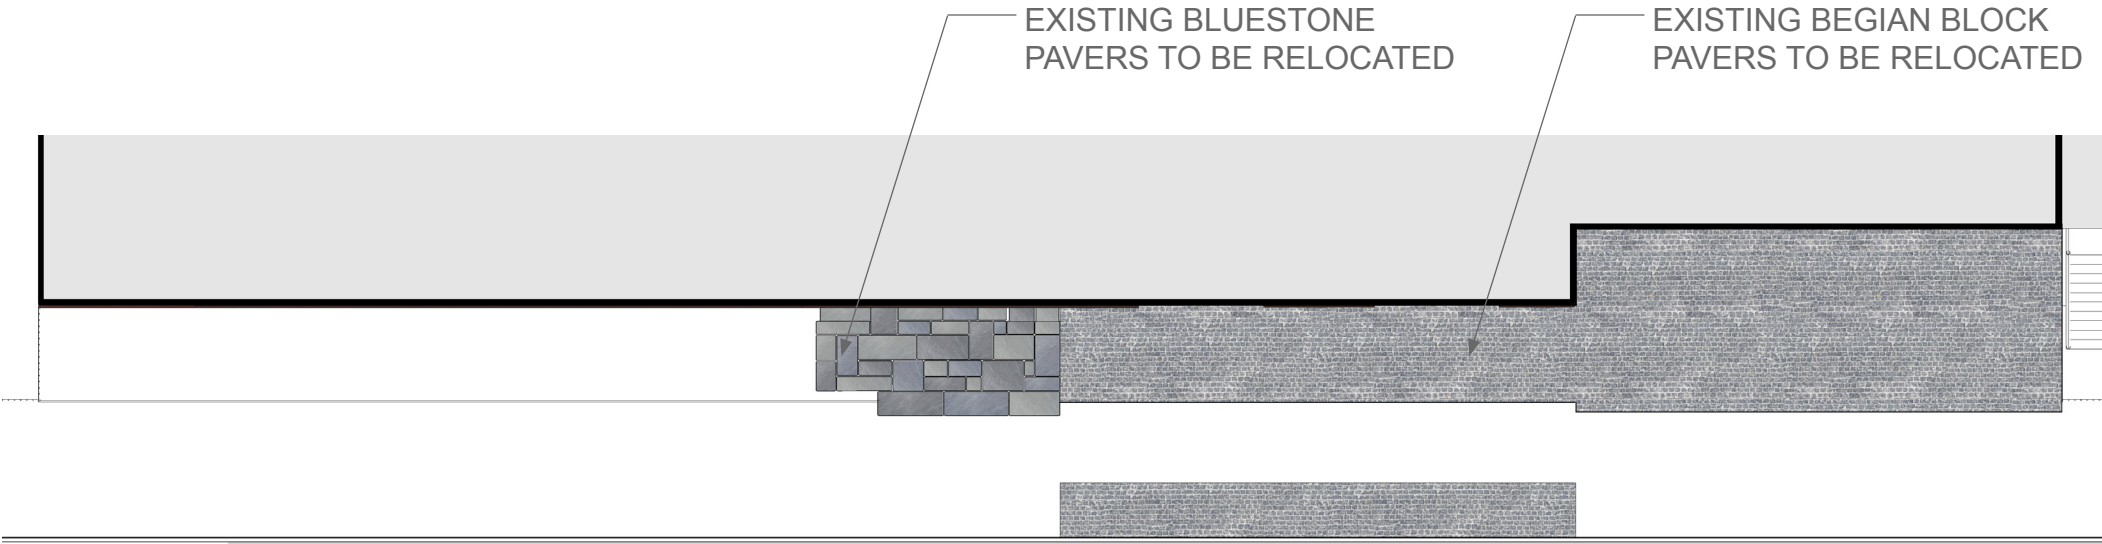 EXISTING BLUESTONE
PAVERS TO BE RELOCATED
EXISTING BEGIAN BLOCK
PAVERS TO BE RELOCATED